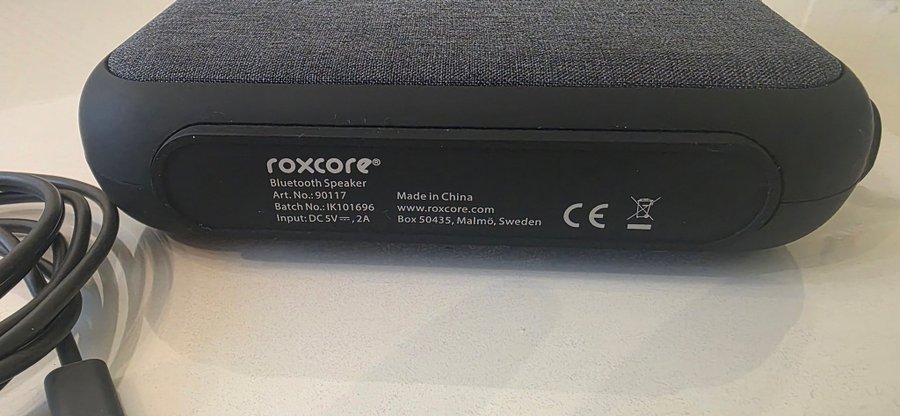 roxcore®
Bluetooth Speaker
Art. No.: 90117
Batch No.: IK101696
Input: DC 5V⎓, 2A
Made in China
www.roxcore.com
Box 50435, Malmö, Sweden
CE